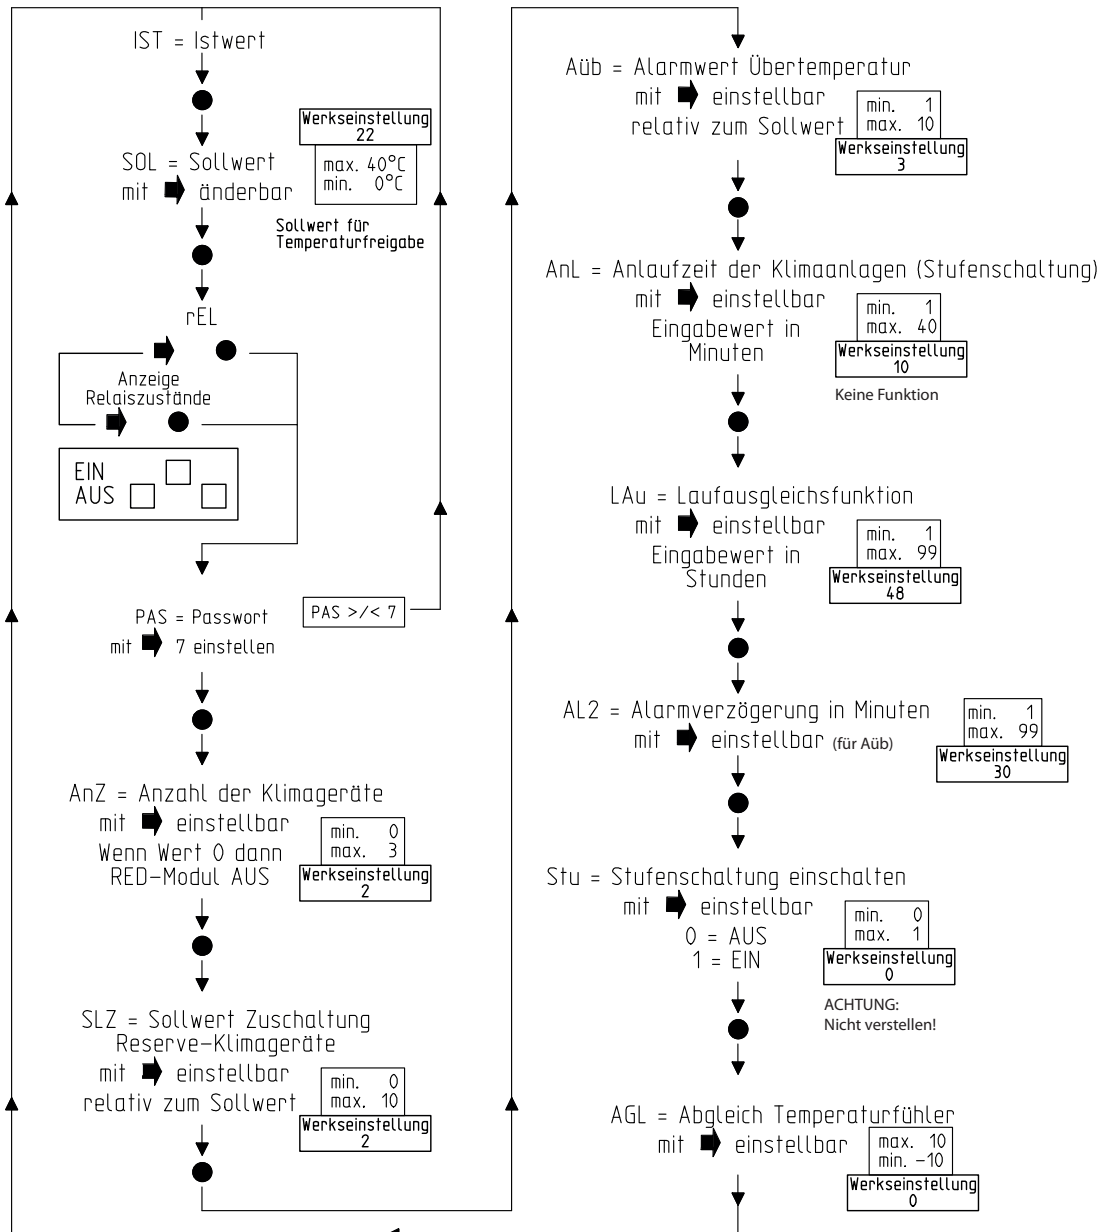 IST = Istwert
Werkseinstellung
22
SOL = Sollwert
mit änderbar
max. 40°C
min. 0°C
Sollwert für
Temperaturfreigabe
rEL
Anzeige
Relaiszustände
EIN
AUS
PAS = Passwort
mit 7 einstellen
PAS >/< 7
AnZ = Anzahl der Klimageräte
mit einstellbar
Wenn Wert 0 dann
RED-Modul AUS
min. 0
max. 3
Werkseinstellung
2
SLZ = Sollwert Zuschaltung
Reserve-Klimageräte
mit einstellbar
relativ zum Sollwert
min. 0
max. 10
Werkseinstellung
2
Aüb = Alarmwert Übertemperatur
mit einstellbar
relativ zum Sollwert
min. 1
max. 10
Werkseinstellung
3
AnL = Anlaufzeit der Klimaanlagen (Stufenschaltung)
mit einstellbar
Eingabewert in
Minuten
min. 1
max. 40
Werkseinstellung
10
Keine Funktion
LAu = Laufausgleichsfunktion
mit einstellbar
Eingabewert in
Stunden
min. 1
max. 99
Werkseinstellung
48
AL2 = Alarmverzögerung in Minuten
mit einstellbar (für Aüb)
min. 1
max. 99
Werkseinstellung
30
Stu = Stufenschaltung einschalten
mit einstellbar
0 = AUS
1 = EIN
min. 0
max. 1
Werkseinstellung
0
ACHTUNG:
Nicht verstellen!
AGL = Abgleich Temperaturfühler
mit einstellbar
max. 10
min. -10
Werkseinstellung
0